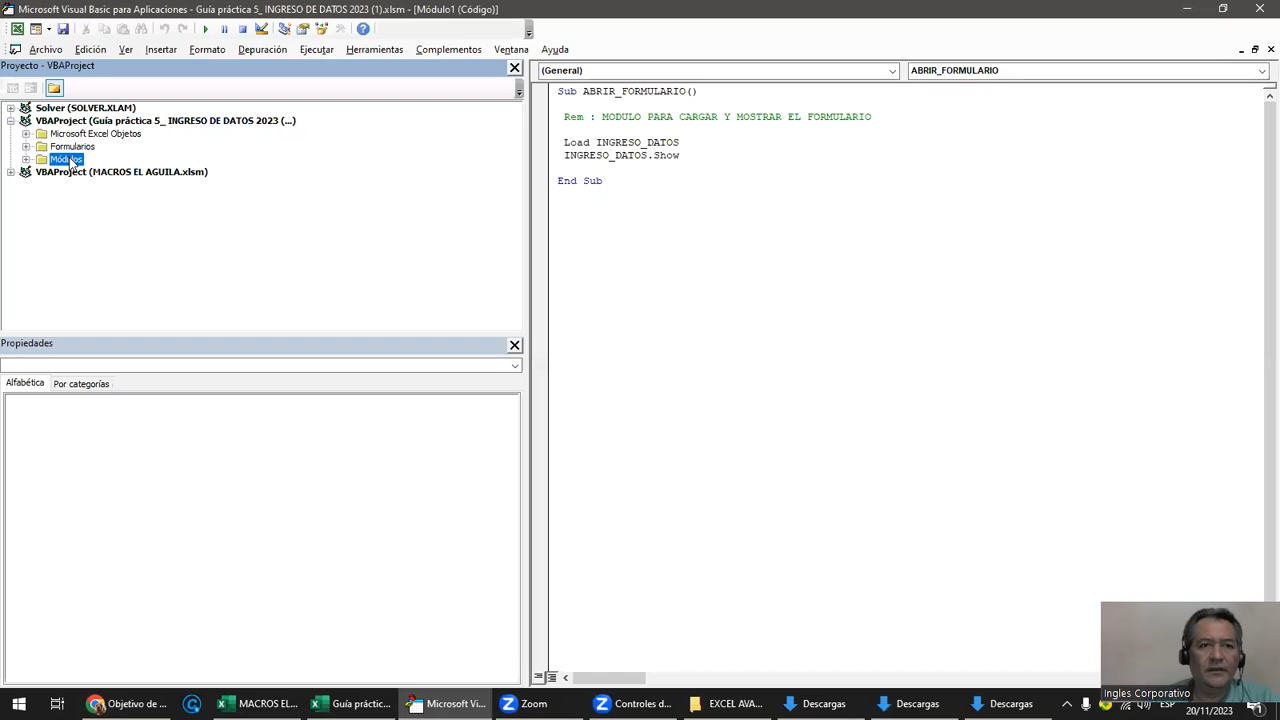 Microsoft Visual Basic para Aplicaciones - Guía práctica 5_ INGRESO DE DATOS 2023 (1).xlsm - [Módulo1 (Código)]
Archivo Edición Ver Insertar Formato Depuración Ejecutar Herramientas Complementos Ventana Ayuda
Proyecto - VBAProject
(General)
ABRIR_FORMULARIO
Solver (SOLVER.XLAM)
VBAProject (Guía práctica 5_ INGRESO DE DATOS 2023 (...)
Microsoft Excel Objetos
Formularios
Módulos
VBAProject (MACROS EL AGUILA.xlsm)
Sub ABRIR_FORMULARIO()
Rem : MODULO PARA CARGAR Y MOSTRAR EL FORMULARIO
Load INGRESO_DATOS
INGRESO_DATOS.Show
End Sub
Propiedades
Alfabética Por categorías
Ingles Corporativo
Objetivo de ... MACROS EL... Guía práctic... Microsoft Vi... Zoom Controles d... EXCEL AVA... Descargas Descargas Descargas ESP
20/11/2023